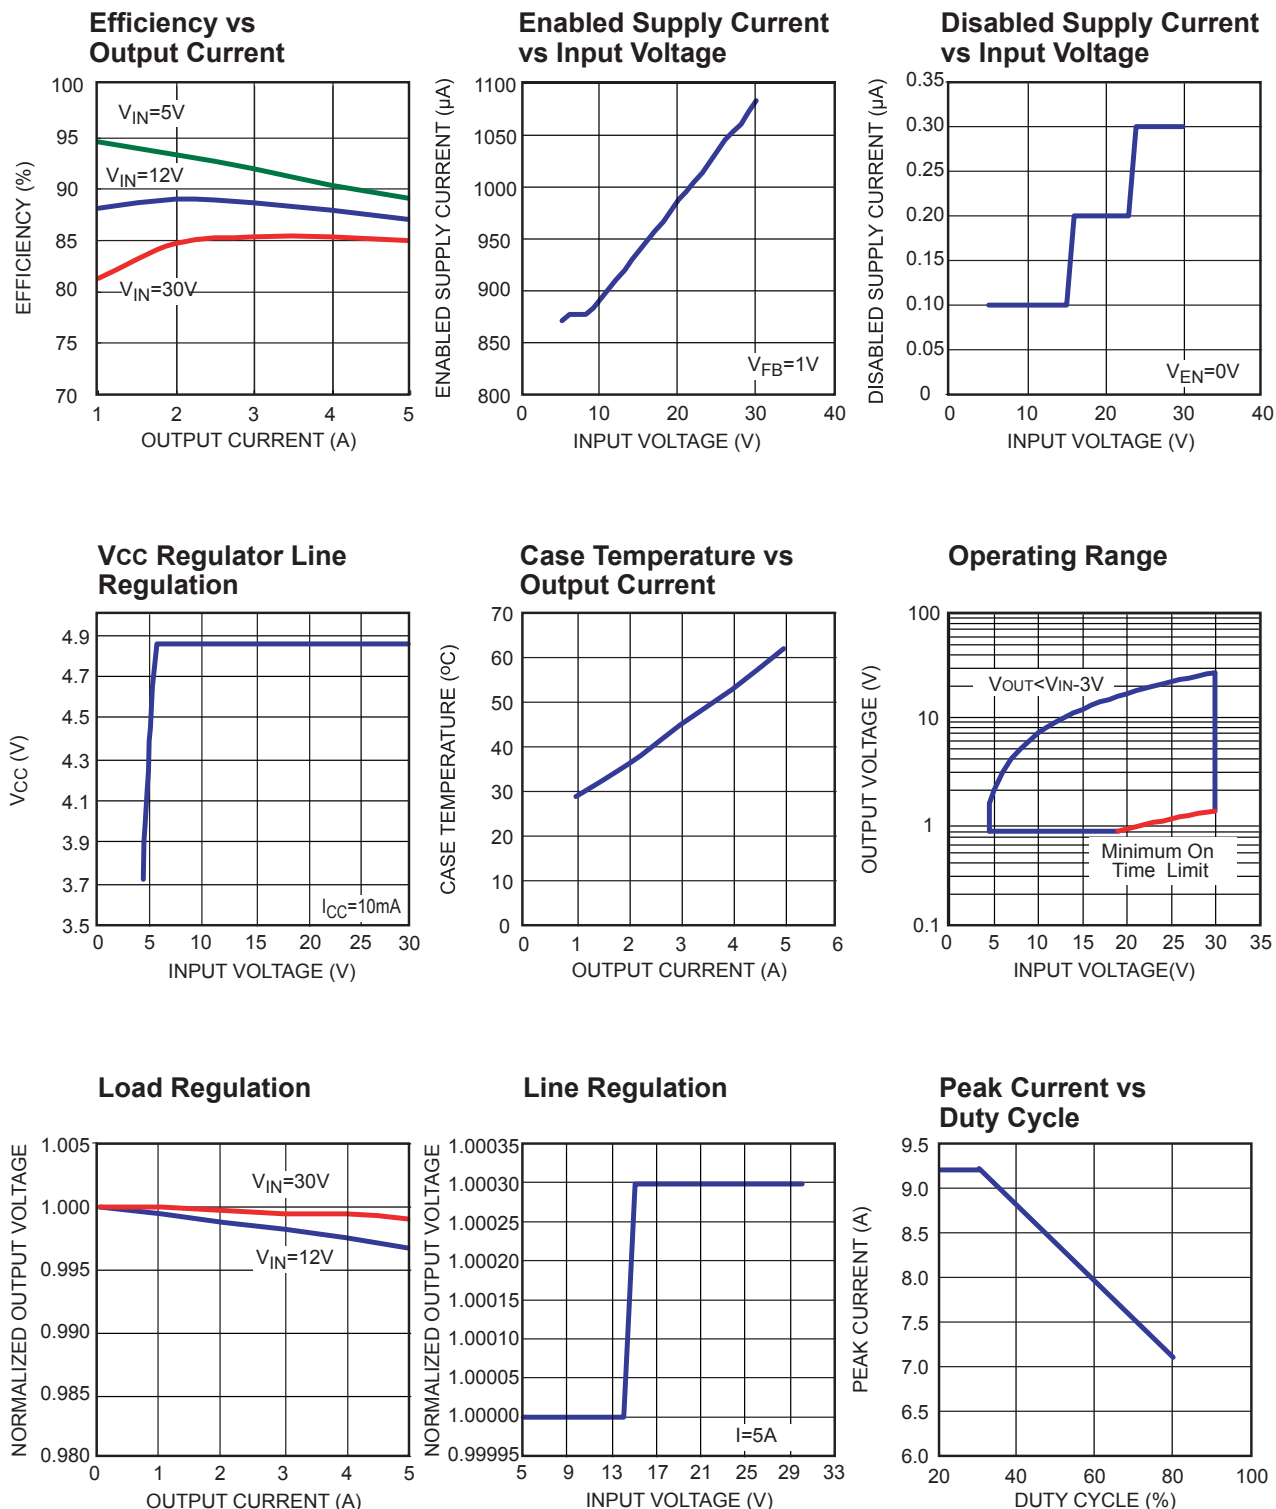 Efficiency vs
Output Current
100
95
90
85
80
75
70
EFFICIENCY (%)
VIN=5V
VIN=12V
VIN=30V
1 2 3 4 5
OUTPUT CURRENT (A)
Enabled Supply Current
vs Input Voltage
1100
1050
1000
950
900
850
800
ENABLED SUPPLY CURRENT (µA)
VFB=1V
0 10 20 30 40
INPUT VOLTAGE (V)
Disabled Supply Current
vs Input Voltage
0.35
0.30
0.25
0.20
0.15
0.10
0.05
0
DISABLED SUPPLY CURRENT (µA)
VEN=0V
0 10 20 30 40
INPUT VOLTAGE (V)
VCC Regulator Line
Regulation
4.9
4.7
4.5
4.3
4.1
3.9
3.7
3.5
VCC (V)
ICC=10mA
0 5 10 15 20 25 30
INPUT VOLTAGE (V)
Case Temperature vs
Output Current
70
60
50
40
30
20
10
0
CASE TEMPERATURE (ºC)
0 1 2 3 4 5 6
OUTPUT CURRENT (A)
Operating Range
100
10
1
0.1
OUTPUT VOLTAGE (V)
VOUT<VIN-3V
Minimum On
Time Limit
0 5 10 15 20 25 30 35
INPUT VOLTAGE(V)
Load Regulation
1.005
1.000
0.995
0.990
0.985
0.980
NORMALIZED OUTPUT VOLTAGE
VIN=30V
VIN=12V
0 1 2 3 4 5
OUTPUT CURRENT (A)
Line Regulation
1.00035
1.00030
1.00025
1.00020
1.00015
1.00010
1.00005
1.00000
0.99995
NORMALIZED OUTPUT VOLTAGE
I=5A
5 9 13 17 21 25 29 33
INPUT VOLTAGE (V)
Peak Current vs
Duty Cycle
9.5
9.0
8.5
8.0
7.5
7.0
6.5
6.0
PEAK CURRENT (A)
20 40 60 80 100
DUTY CYCLE (%)